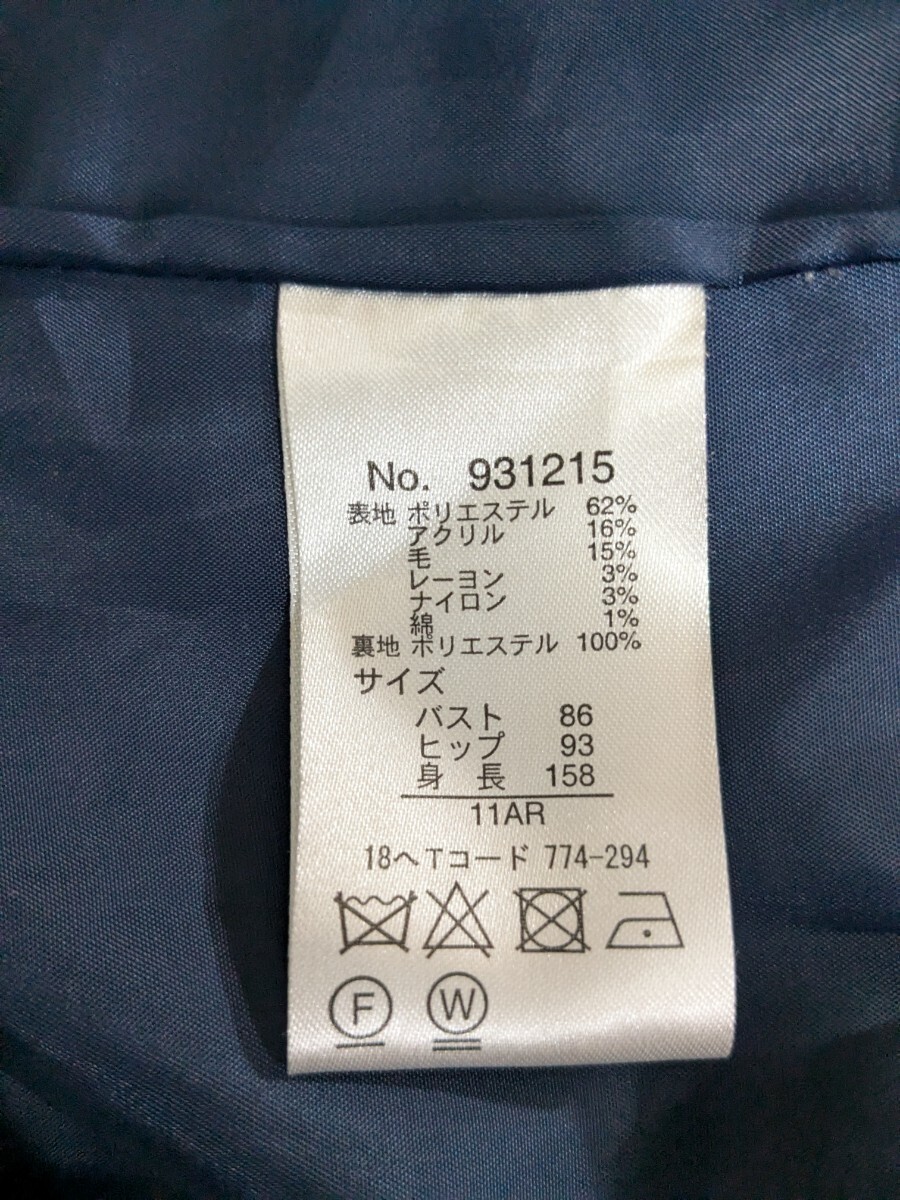 No. 931215
表地 ポリエステル 62%
アクリル 16%
毛 15%
レーヨン 3%
ナイロン 3%
綿 1%
裏地 ポリエステル 100%
サイズ
バスト 86
ヒップ 93
身長 158
11AR
18ヘTコード 774-294
F W